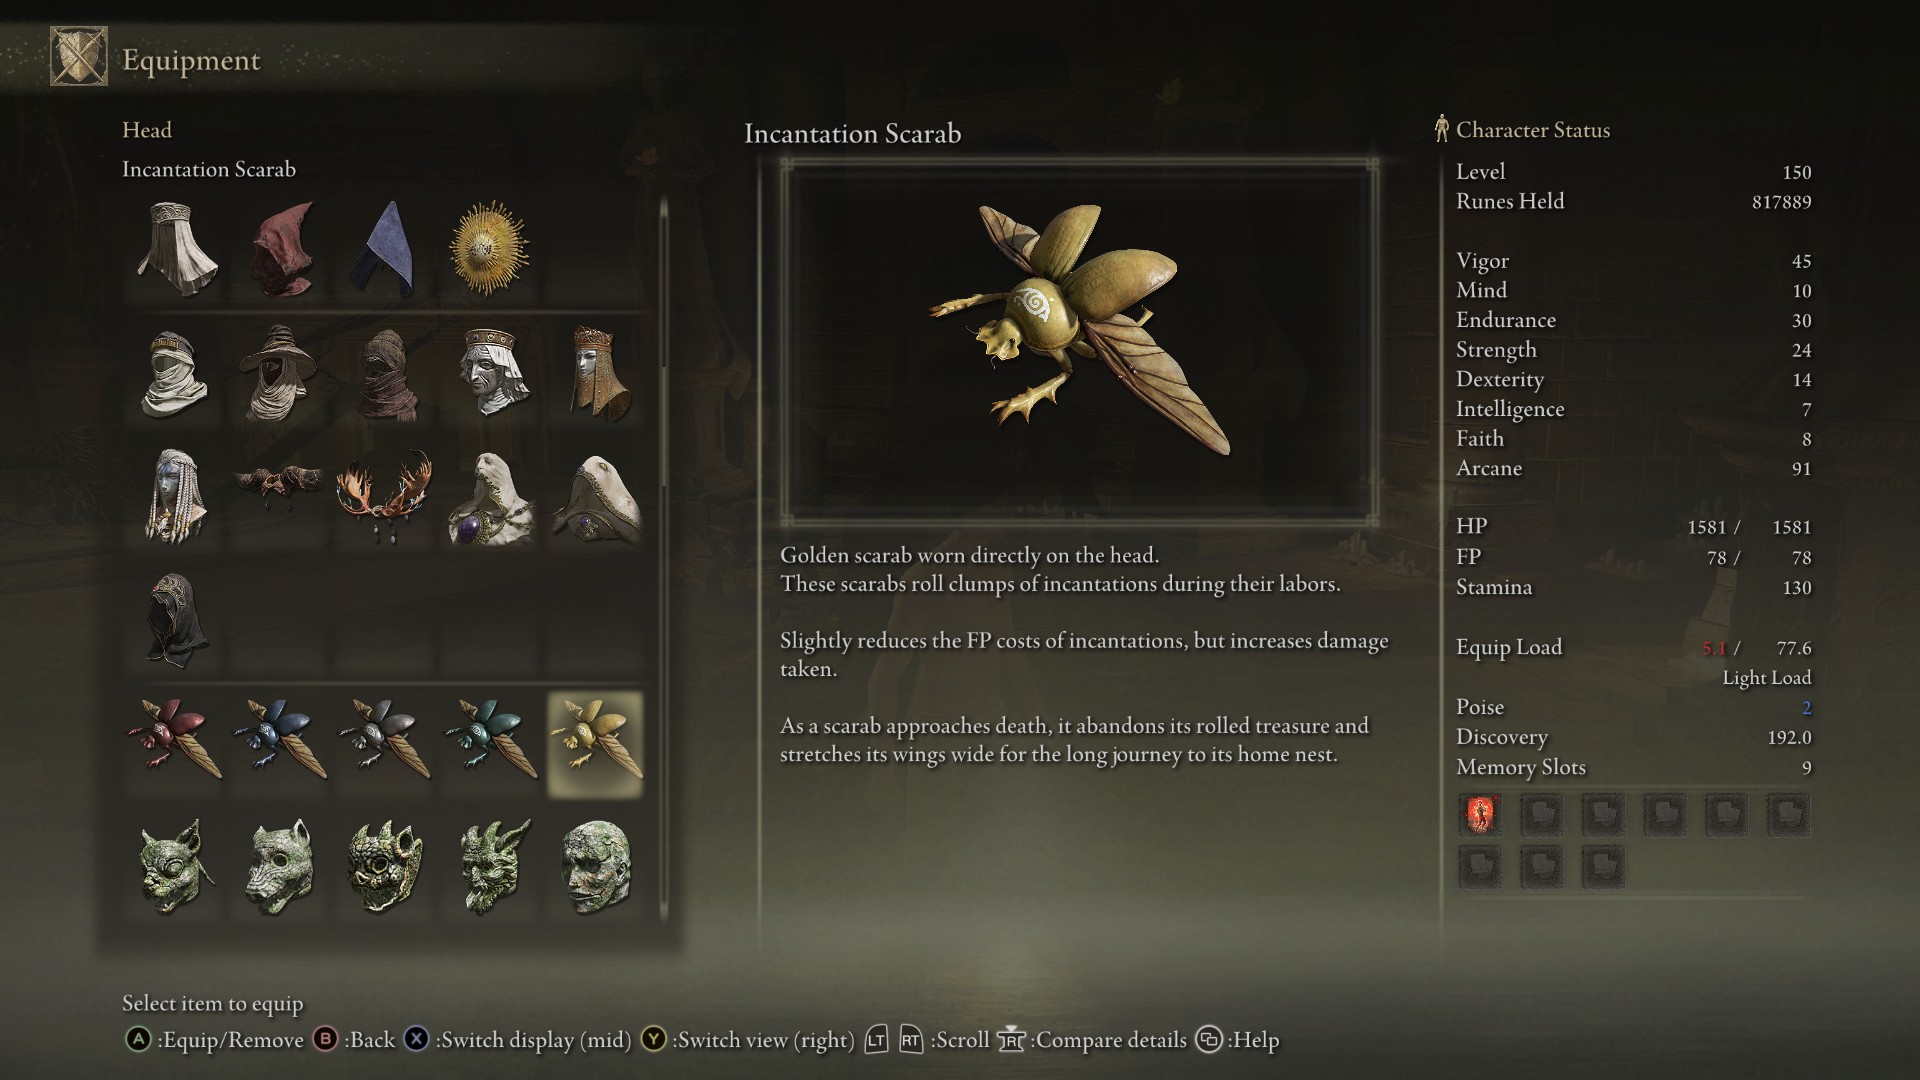 Equipment
Head
Incantation Scarab
Incantation Scarab
Golden scarab worn directly on the head.
These scarabs roll clumps of incantations during their labors.
Slightly reduces the FP costs of incantations, but increases damage
taken.
As a scarab approaches death, it abandons its rolled treasure and
stretches its wings wide for the long journey to its home nest.
Character Status
Level 150
Runes Held 817889
Vigor 45
Mind 10
Endurance 30
Strength 24
Dexterity 14
Intelligence 7
Faith 8
Arcane 91
HP 1581 / 1581
FP 78 / 78
Stamina 130
Equip Load 5.1 / 77.6
Light Load
Poise 2
Discovery 192.0
Memory Slots 9
Select item to equip
A :Equip/Remove B :Back X :Switch display (mid) Y :Switch view (right) LT RT :Scroll R :Compare details :Help